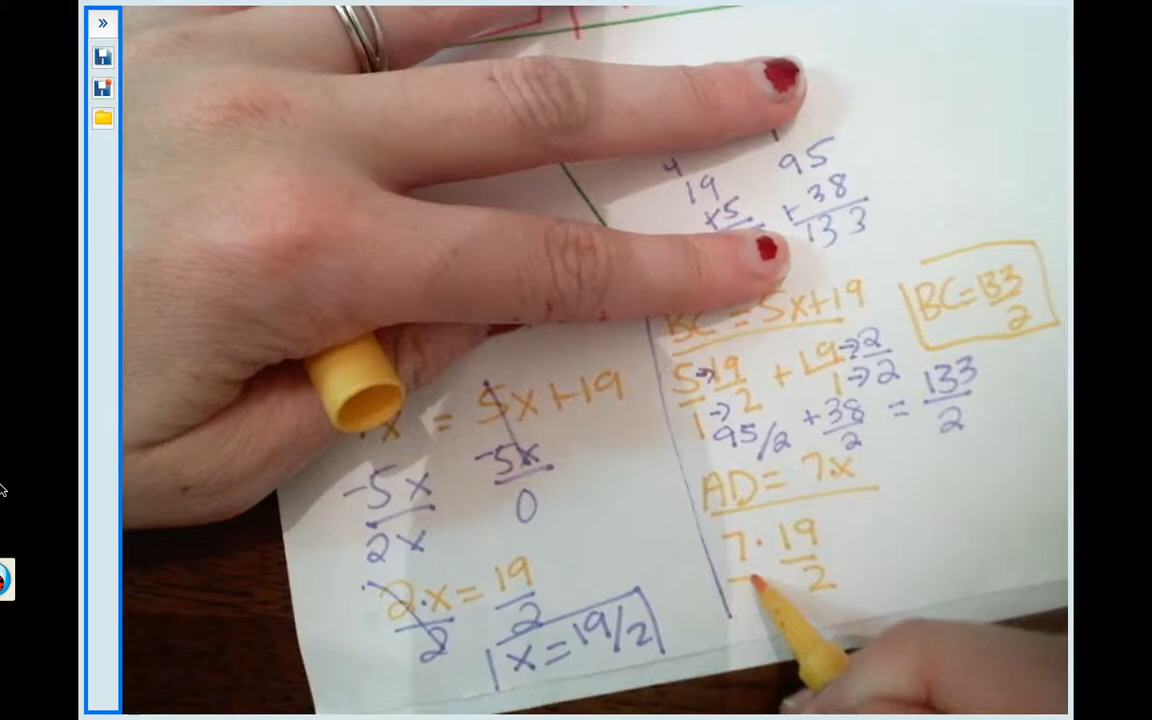 4
19
×5
95
+38
133
BC = 5x+19
BC = 133/2
5/1 → 19/2 + 19/1 → 2/2
95/2 + 38/2 = 133/2
AD = 7x
7 · 19/2
x = 5x+19
-5x -5x
2x 0
2·x/2 = 19/2
x = 19/2